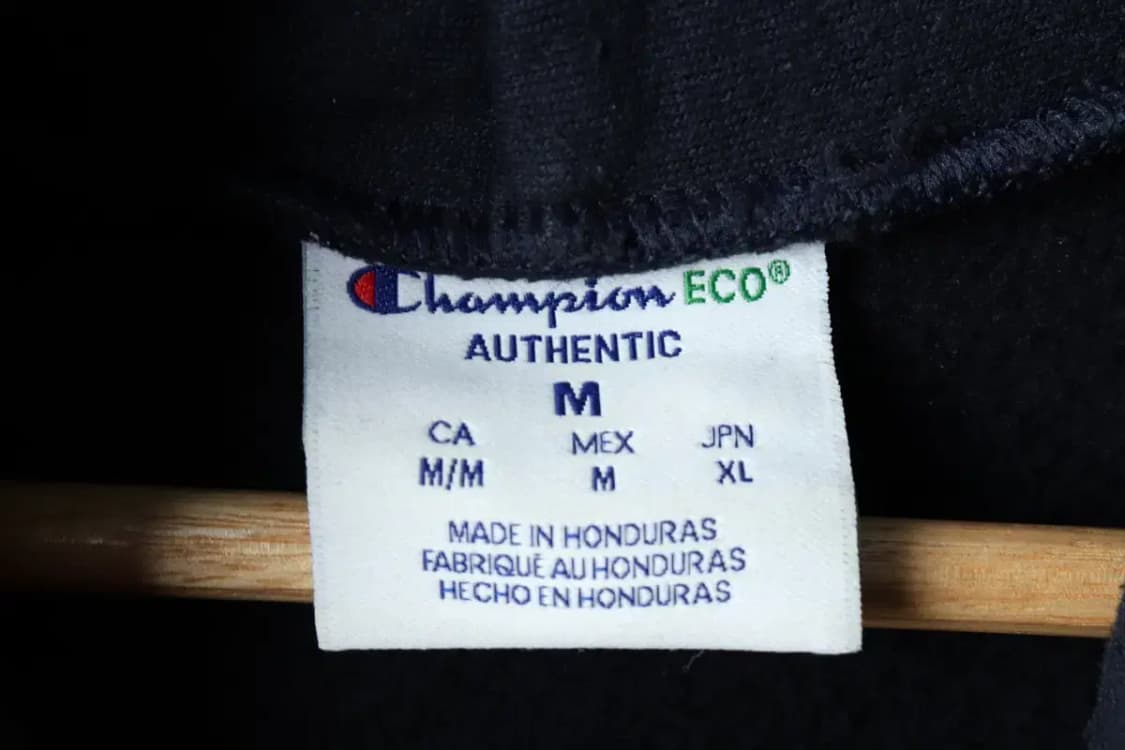 Champion ECO®
AUTHENTIC
M
CA MEX JPN
M/M M XL
MADE IN HONDURAS
FABRIQUÉ AU HONDURAS
HECHO EN HONDURAS